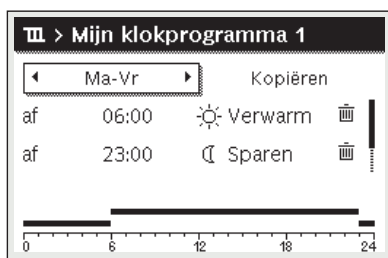 > Mijn klokprogramma 1
Ma-Vr Kopiëren
af 06:00 Verwarm
af 23:00 Sparen
0 6 12 18 24